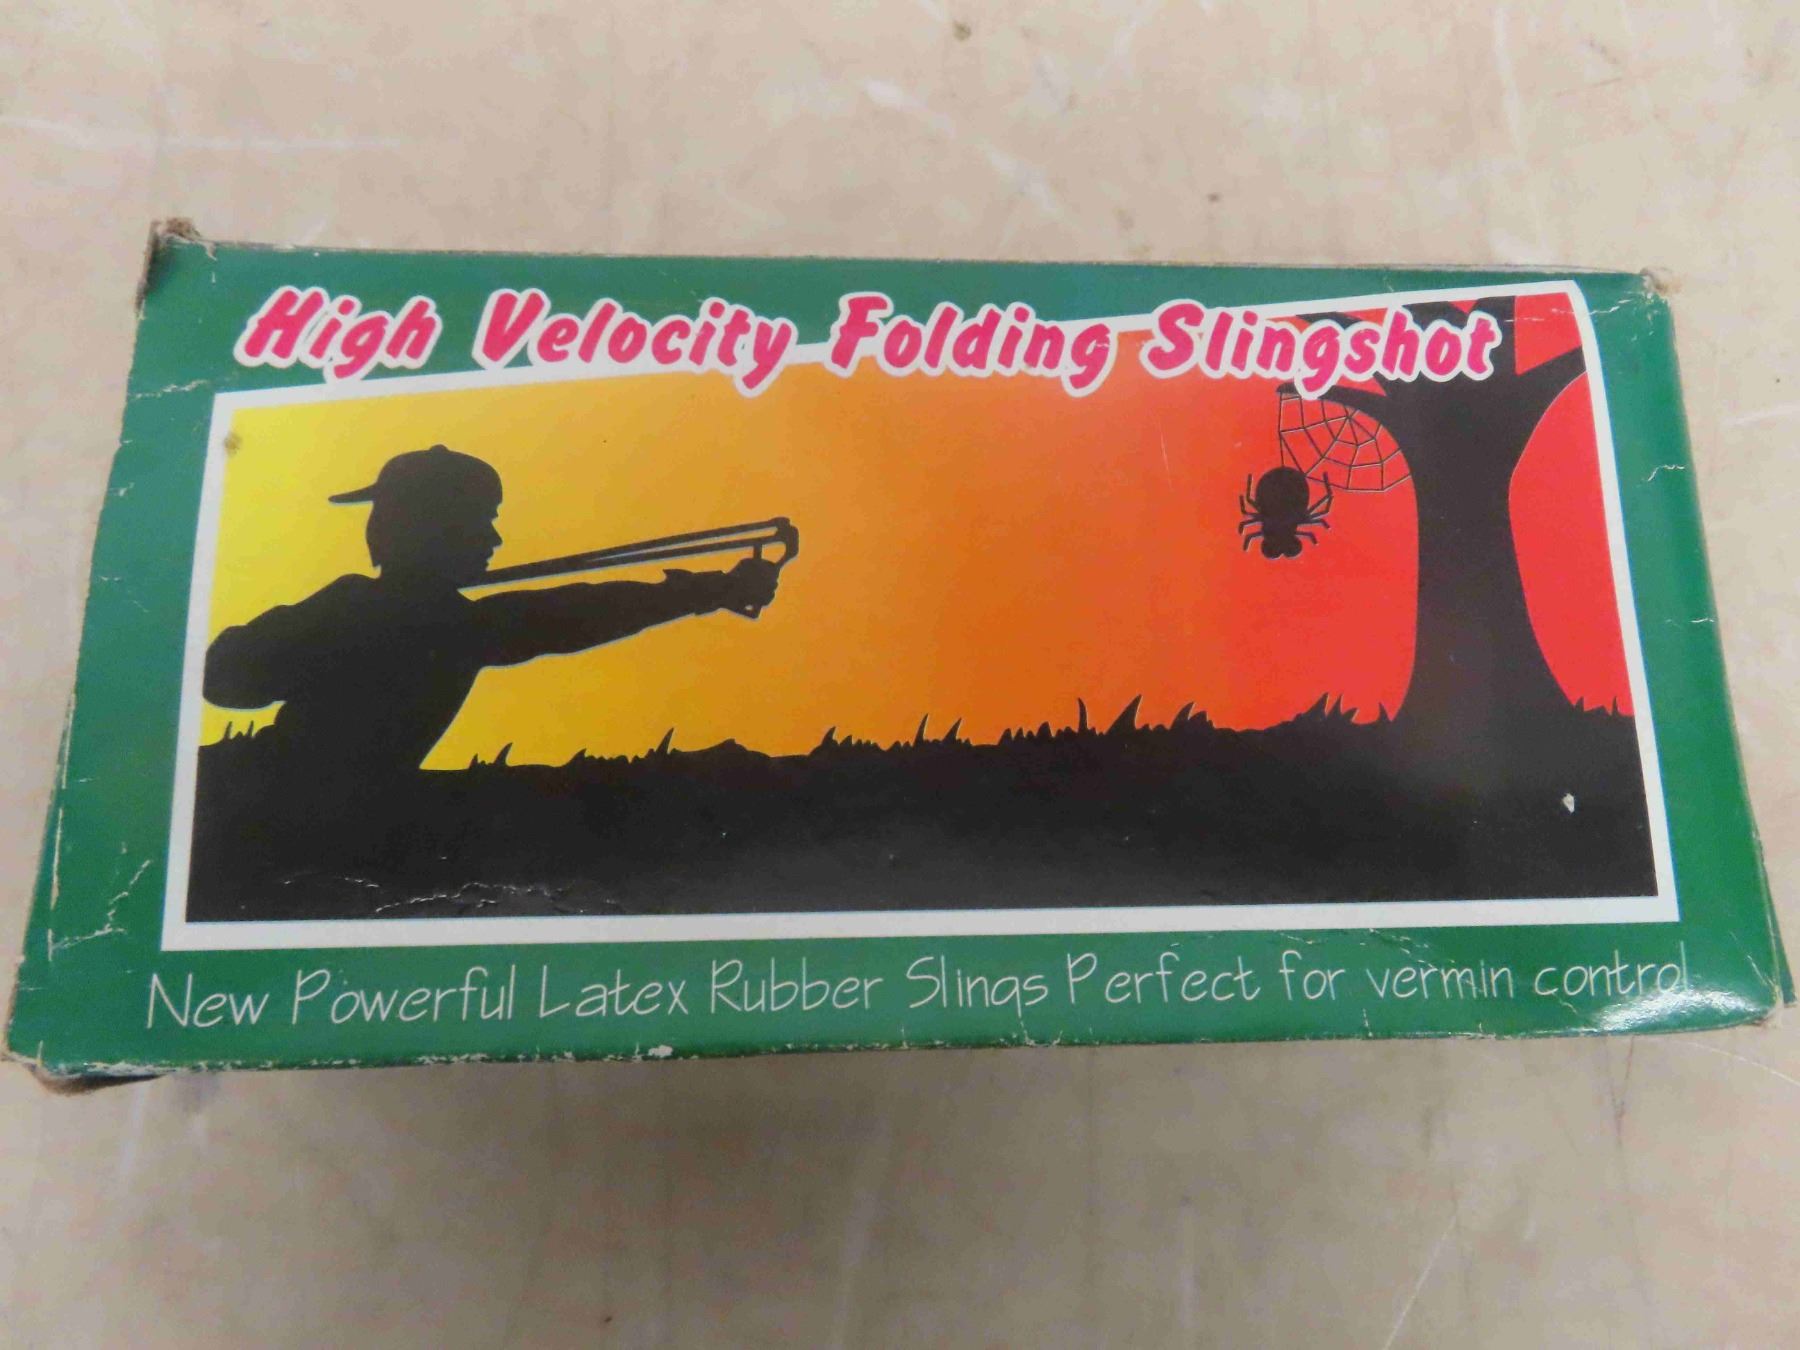 High Velocity Folding Slingshot
New Powerful Latex Rubber Slings Perfect for vermin control